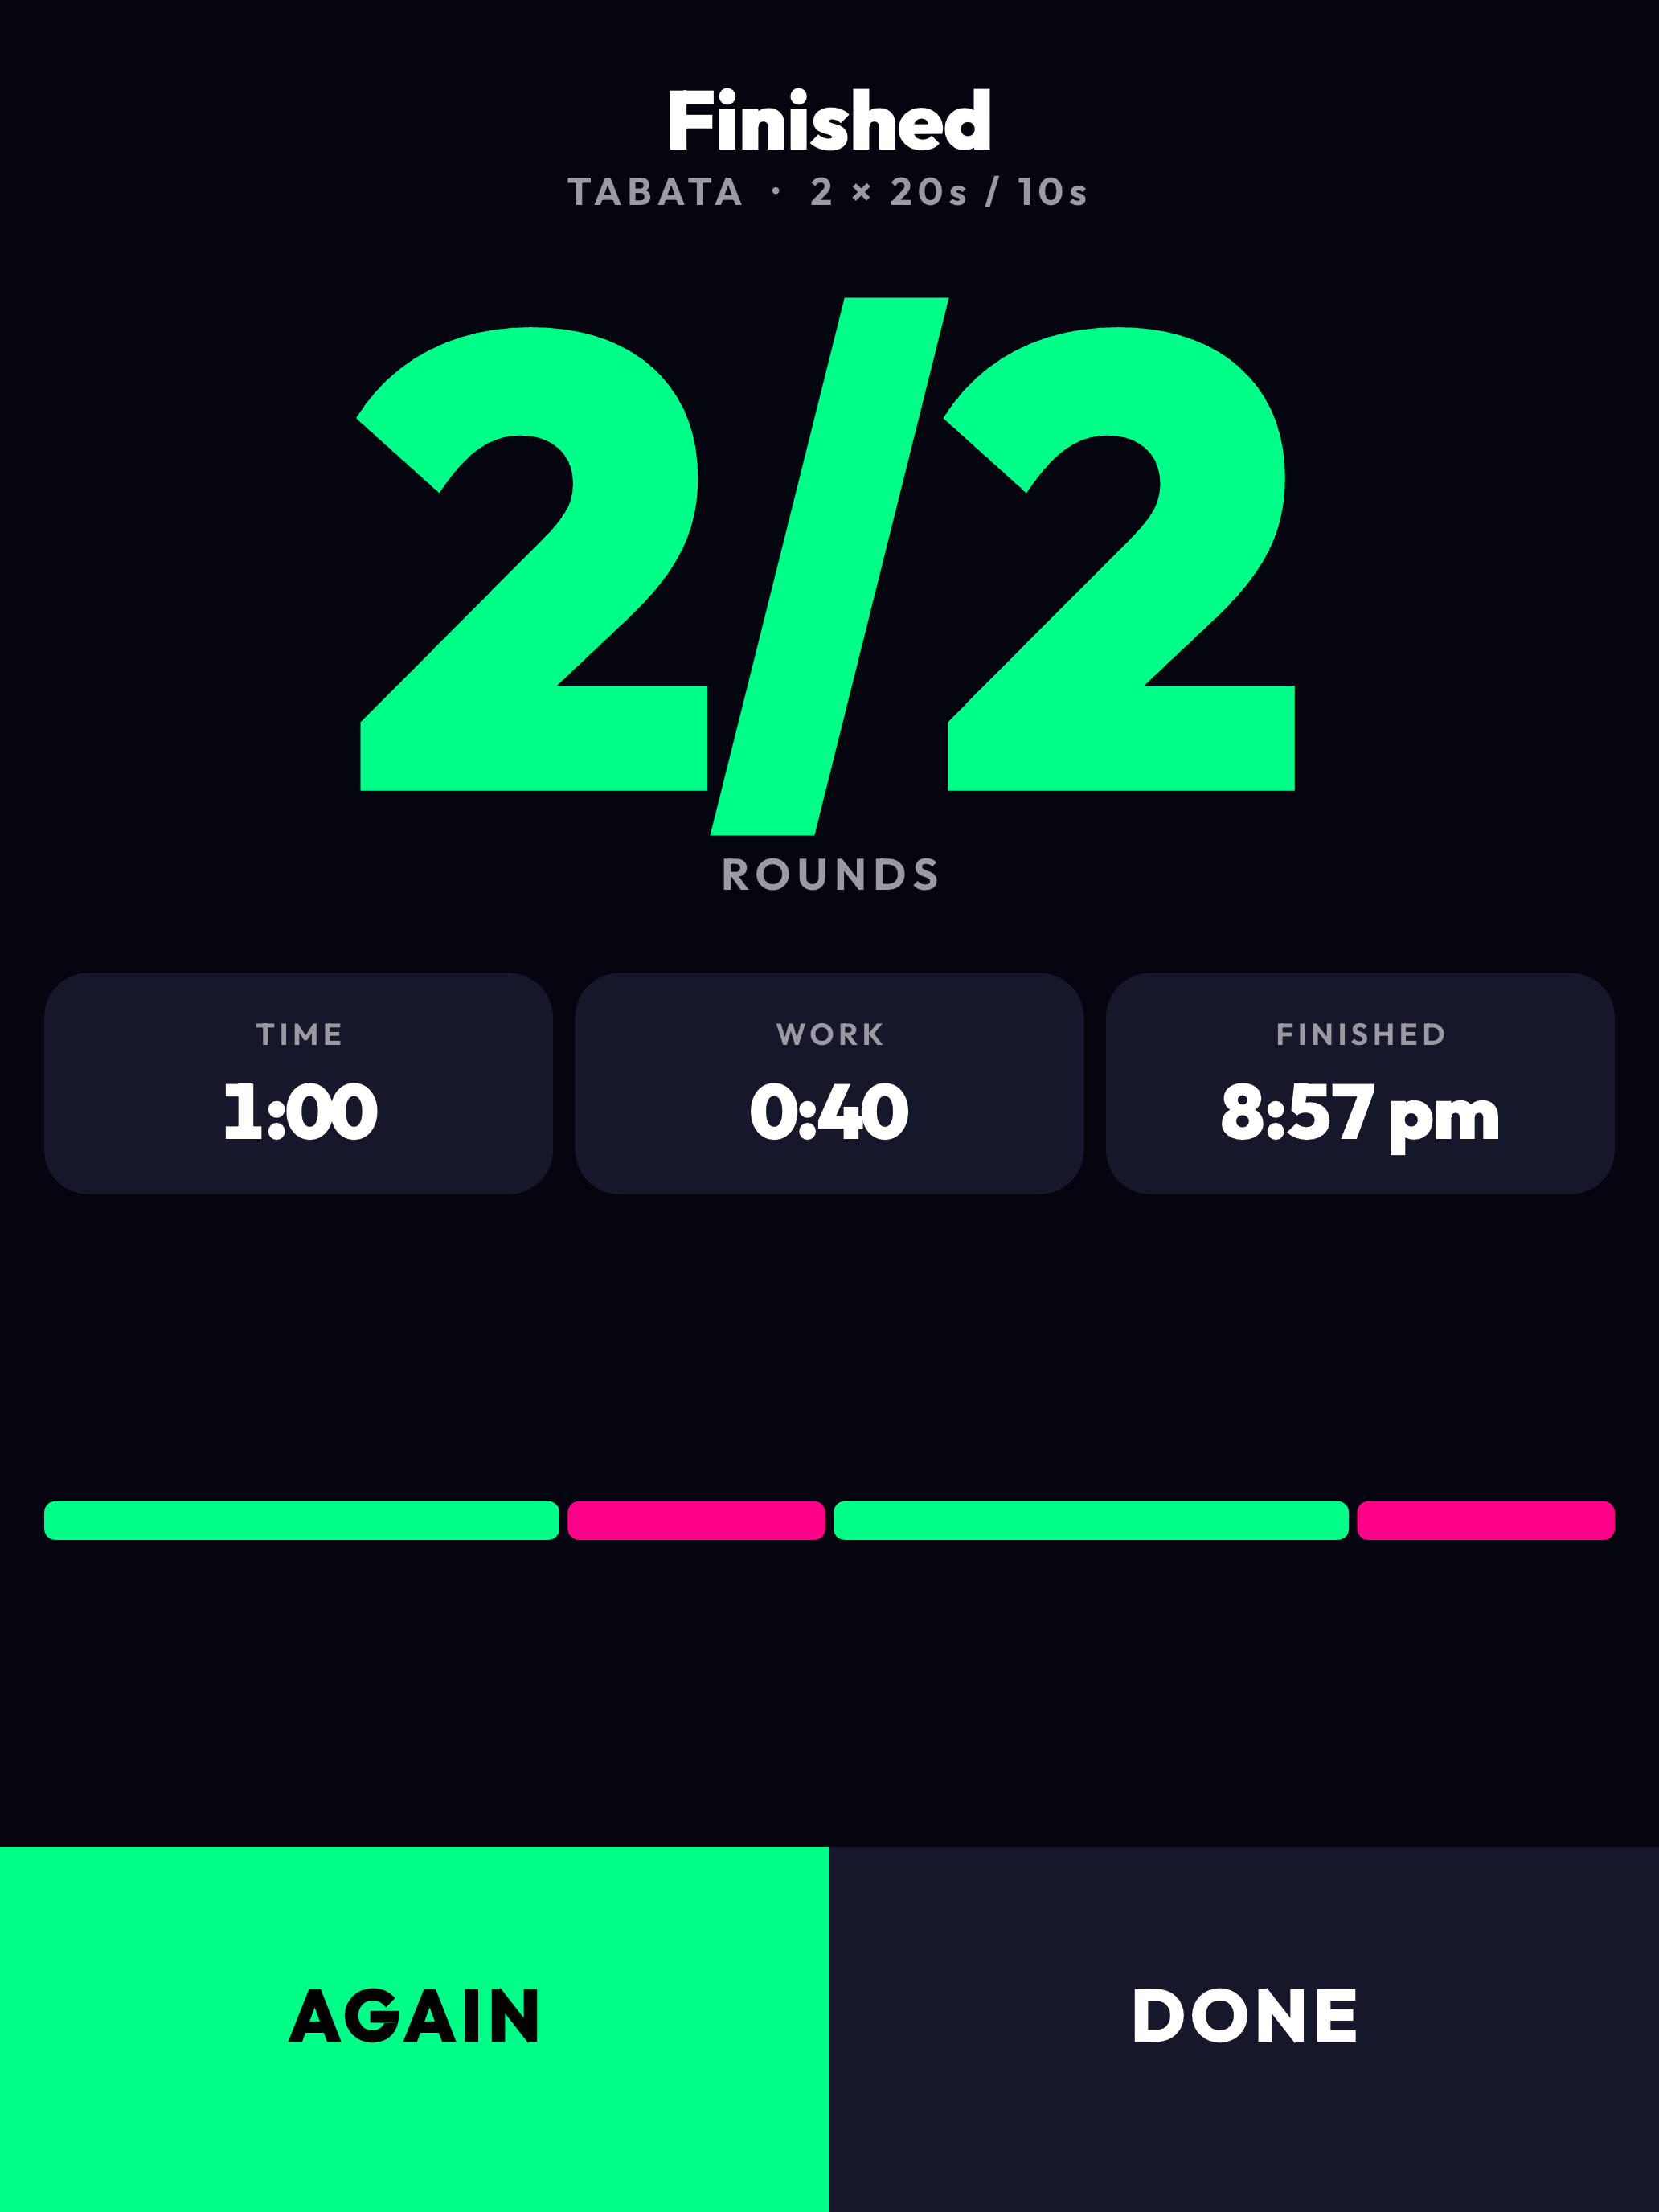 Finished
TABATA · 2 × 20s / 10s
2/2
ROUNDS
TIME
1:00
WORK
0:40
FINISHED
8:57 pm
AGAIN
DONE